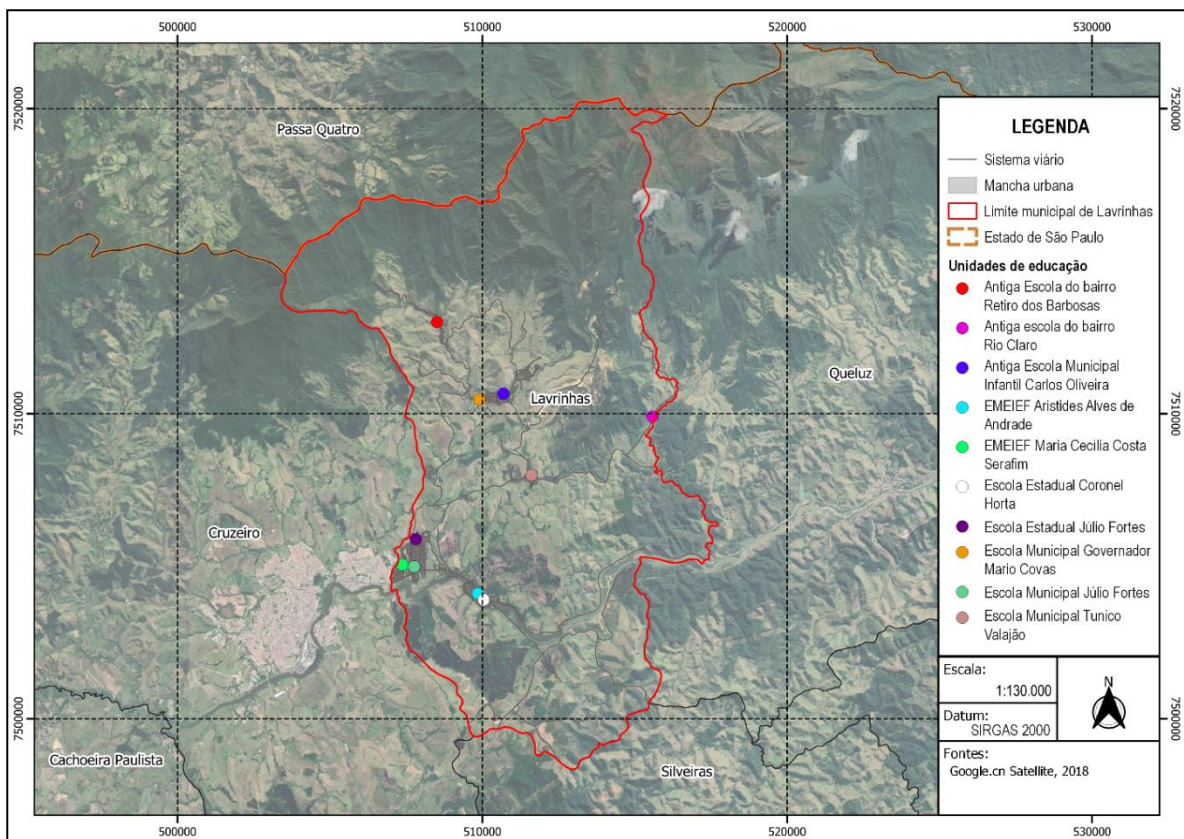 500000
510000
520000
530000
7520000
7520000
Passa Quatro
LEGENDA
Sistema viário
Mancha urbana
Limite municipal de Lavrinhas
Estado de São Paulo
Unidades de educação
Antiga Escola do bairro
Retiro dos Barbosas
Antiga escola do bairro
Rio Claro
Antiga Escola Municipal
Infantil Carlos Oliveira
EMEIEF Aristides Alves de
Andrade
EMEIEF Maria Cecilia Costa
Serafim
Escola Estadual Coronel
Horta
Escola Estadual Júlio Fortes
Escola Municipal Governador
Mario Covas
Escola Municipal Júlio Fortes
Escola Municipal Tunico
Valajão
Queluz
Lavrinhas
7510000
7510000
Cruzeiro
Escala:
1:130.000
N
Datum:
SIRGAS 2000
Fontes:
Google.cn Satellite, 2018
7500000
7500000
Cachoeira Paulista
Silveiras
500000
510000
520000
530000